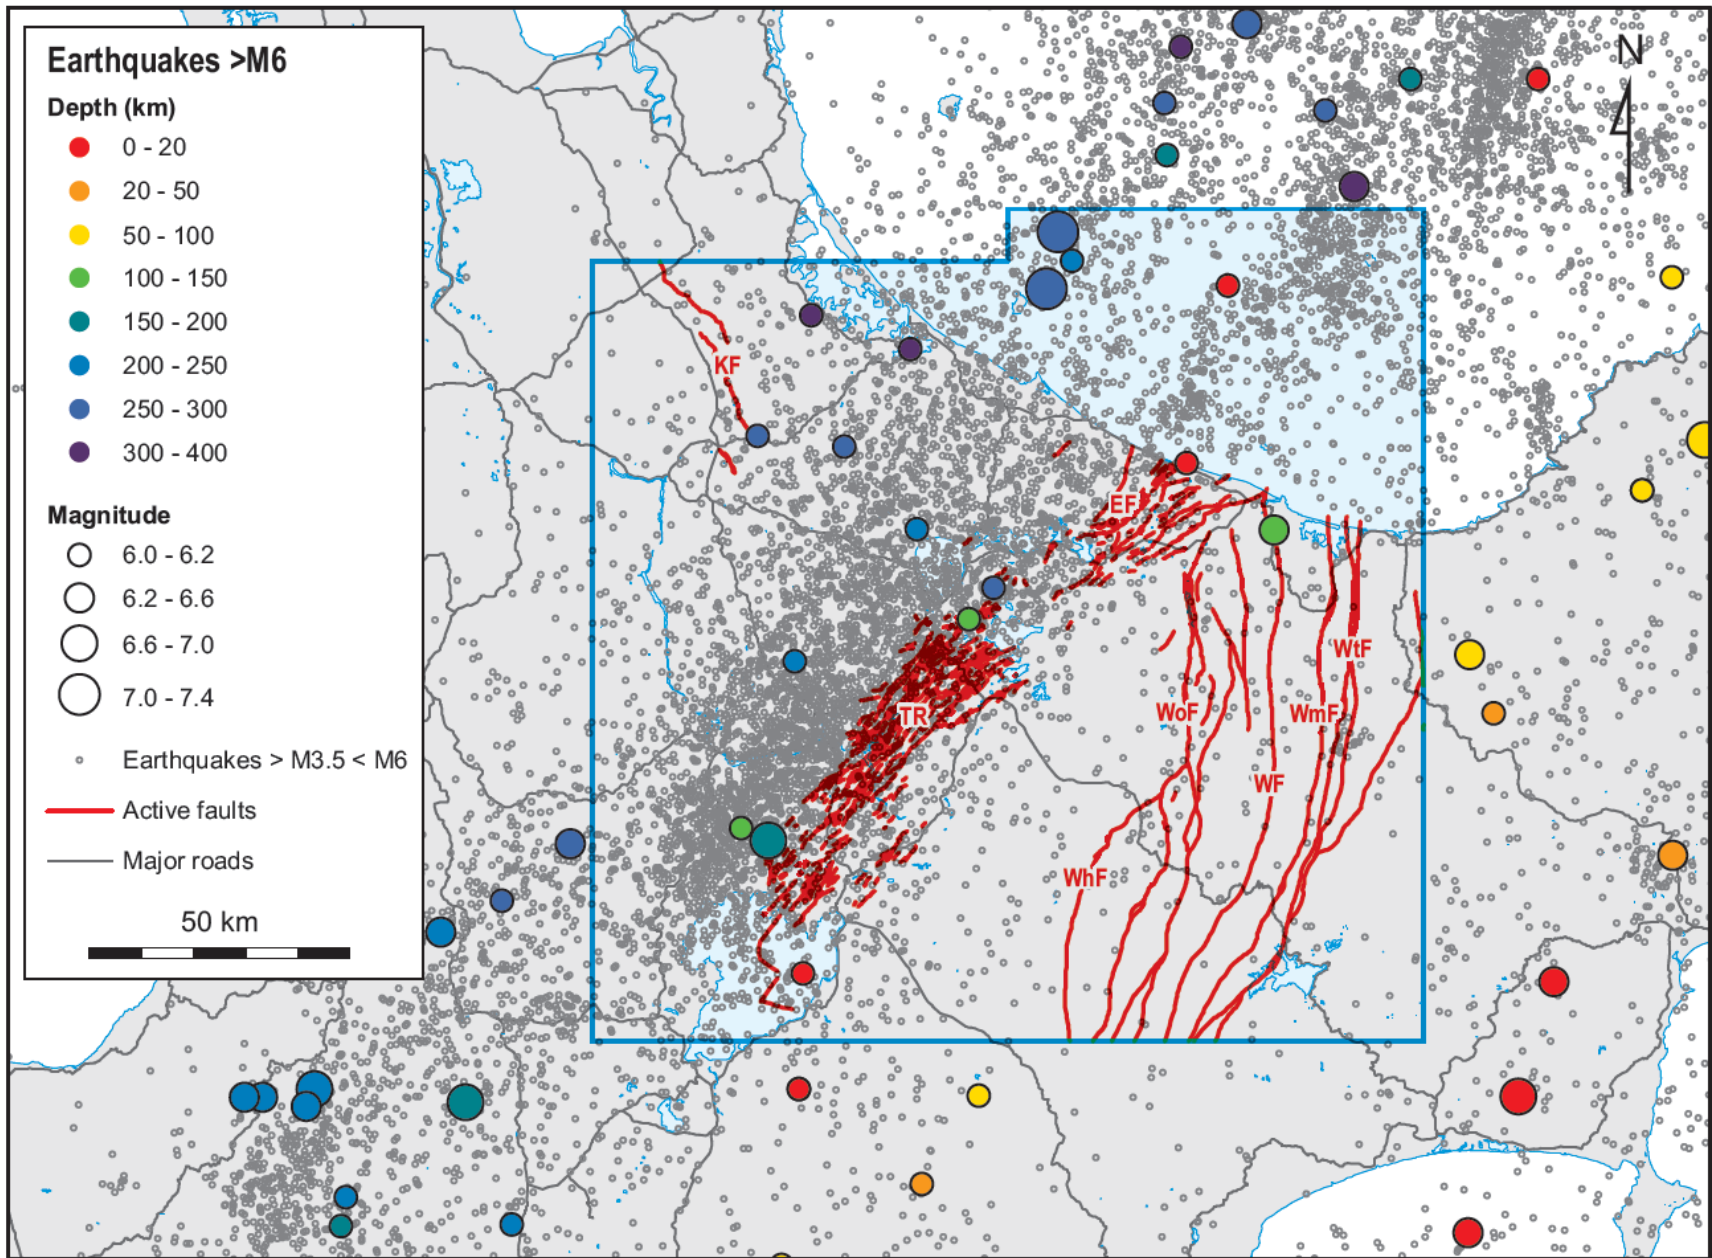 Earthquakes >M6
Depth (km)
0 - 20
20 - 50
50 - 100
100 - 150
150 - 200
200 - 250
250 - 300
300 - 400
Magnitude
6.0 - 6.2
6.2 - 6.6
6.6 - 7.0
7.0 - 7.4
Earthquakes > M3.5 < M6
Active faults
Major roads
50 km
N
KF
EF
WtF
TR
WoF
WmF
WF
WhF